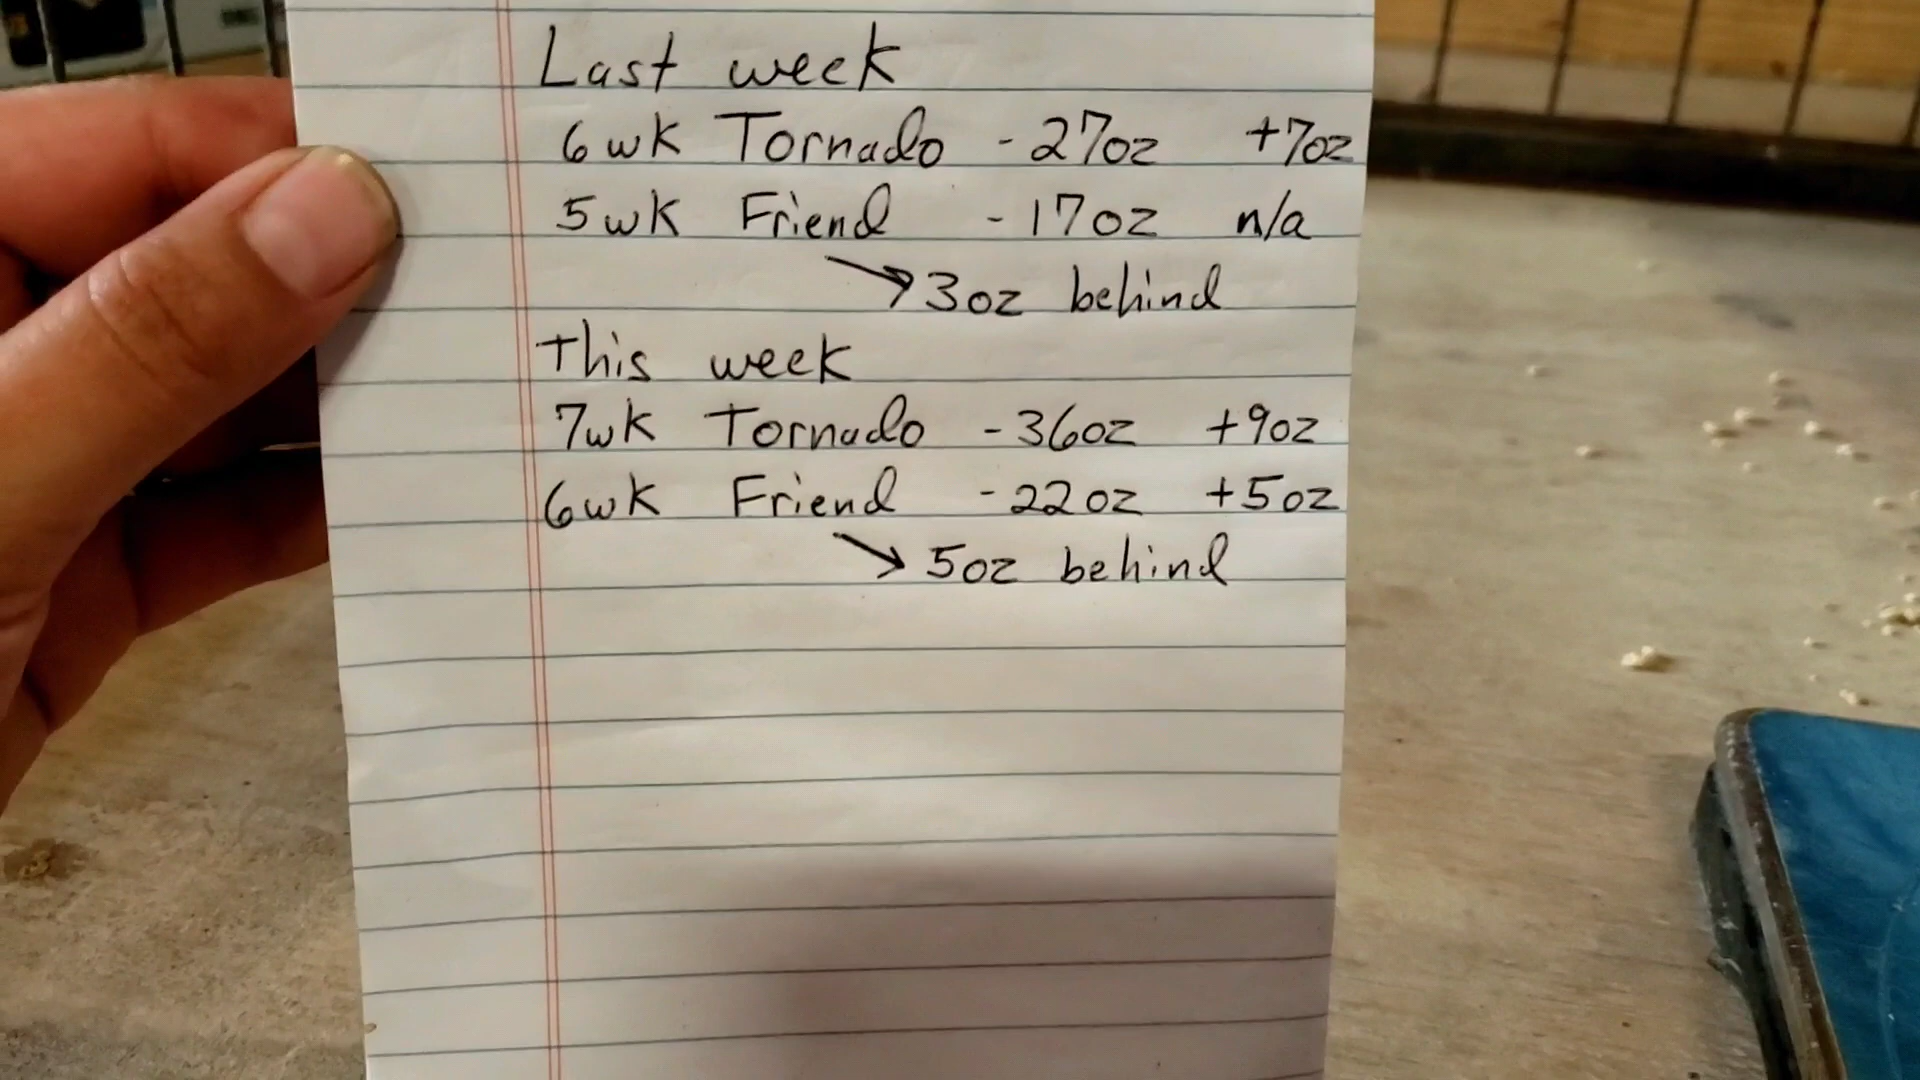 Last week
6wk Tornado - 27oz +7oz
5wk Friend - 17oz n/a
→ 3oz behind
This week
7wk Tornado - 36oz +9oz
6wk Friend - 22oz +5oz
→ 5oz behind